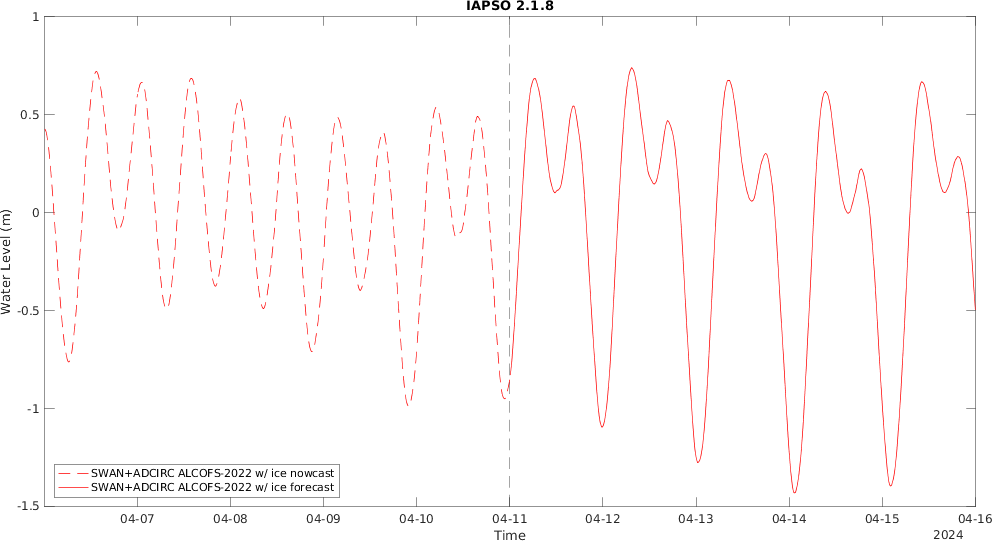 IAPSO 2.1.8
1
0.5
0
-0.5
-1
-1.5
Water Level (m)
SWAN+ADCIRC ALCOFS-2022 w/ ice nowcast
SWAN+ADCIRC ALCOFS-2022 w/ ice forecast
04-07 04-08 04-09 04-10 04-11 04-12 04-13 04-14 04-15 04-16
Time
2024